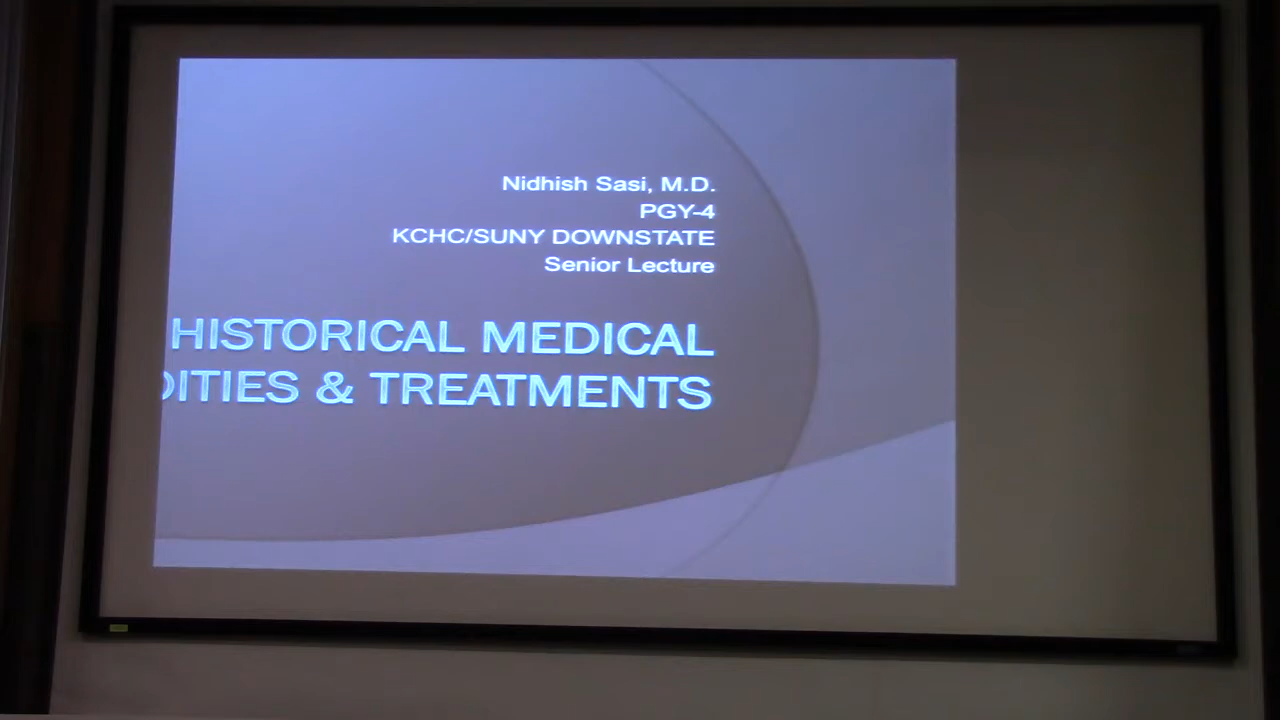 Nidhish Sasi, M.D.
PGY-4
KCHC/SUNY DOWNSTATE
Senior Lecture
HISTORICAL MEDICAL
DITIES & TREATMENTS